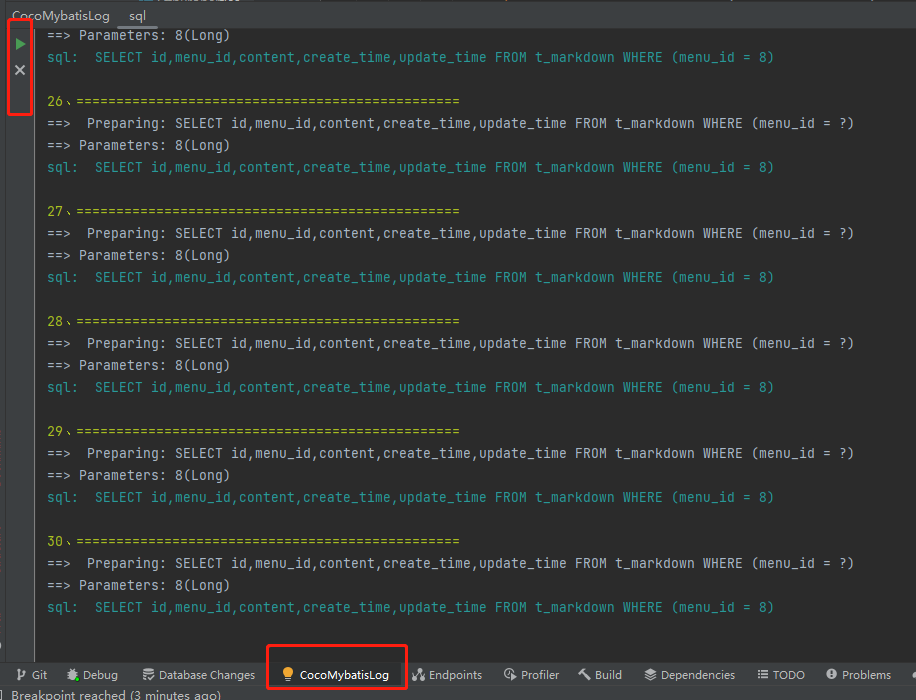 CocoMybatisLog sql
==> Parameters: 8(Long)
sql:  SELECT id,menu_id,content,create_time,update_time FROM t_markdown WHERE (menu_id = 8)
26、================================================
==>  Preparing: SELECT id,menu_id,content,create_time,update_time FROM t_markdown WHERE (menu_id = ?)
==> Parameters: 8(Long)
sql:  SELECT id,menu_id,content,create_time,update_time FROM t_markdown WHERE (menu_id = 8)
27、================================================
==>  Preparing: SELECT id,menu_id,content,create_time,update_time FROM t_markdown WHERE (menu_id = ?)
==> Parameters: 8(Long)
sql:  SELECT id,menu_id,content,create_time,update_time FROM t_markdown WHERE (menu_id = 8)
28、================================================
==>  Preparing: SELECT id,menu_id,content,create_time,update_time FROM t_markdown WHERE (menu_id = ?)
==> Parameters: 8(Long)
sql:  SELECT id,menu_id,content,create_time,update_time FROM t_markdown WHERE (menu_id = 8)
29、================================================
==>  Preparing: SELECT id,menu_id,content,create_time,update_time FROM t_markdown WHERE (menu_id = ?)
==> Parameters: 8(Long)
sql:  SELECT id,menu_id,content,create_time,update_time FROM t_markdown WHERE (menu_id = 8)
30、================================================
==>  Preparing: SELECT id,menu_id,content,create_time,update_time FROM t_markdown WHERE (menu_id = ?)
==> Parameters: 8(Long)
sql:  SELECT id,menu_id,content,create_time,update_time FROM t_markdown WHERE (menu_id = 8)
Git Debug Database Changes CocoMybatisLog Endpoints Profiler Build Dependencies TODO Problems
Breakpoint reached (3 minutes ago)